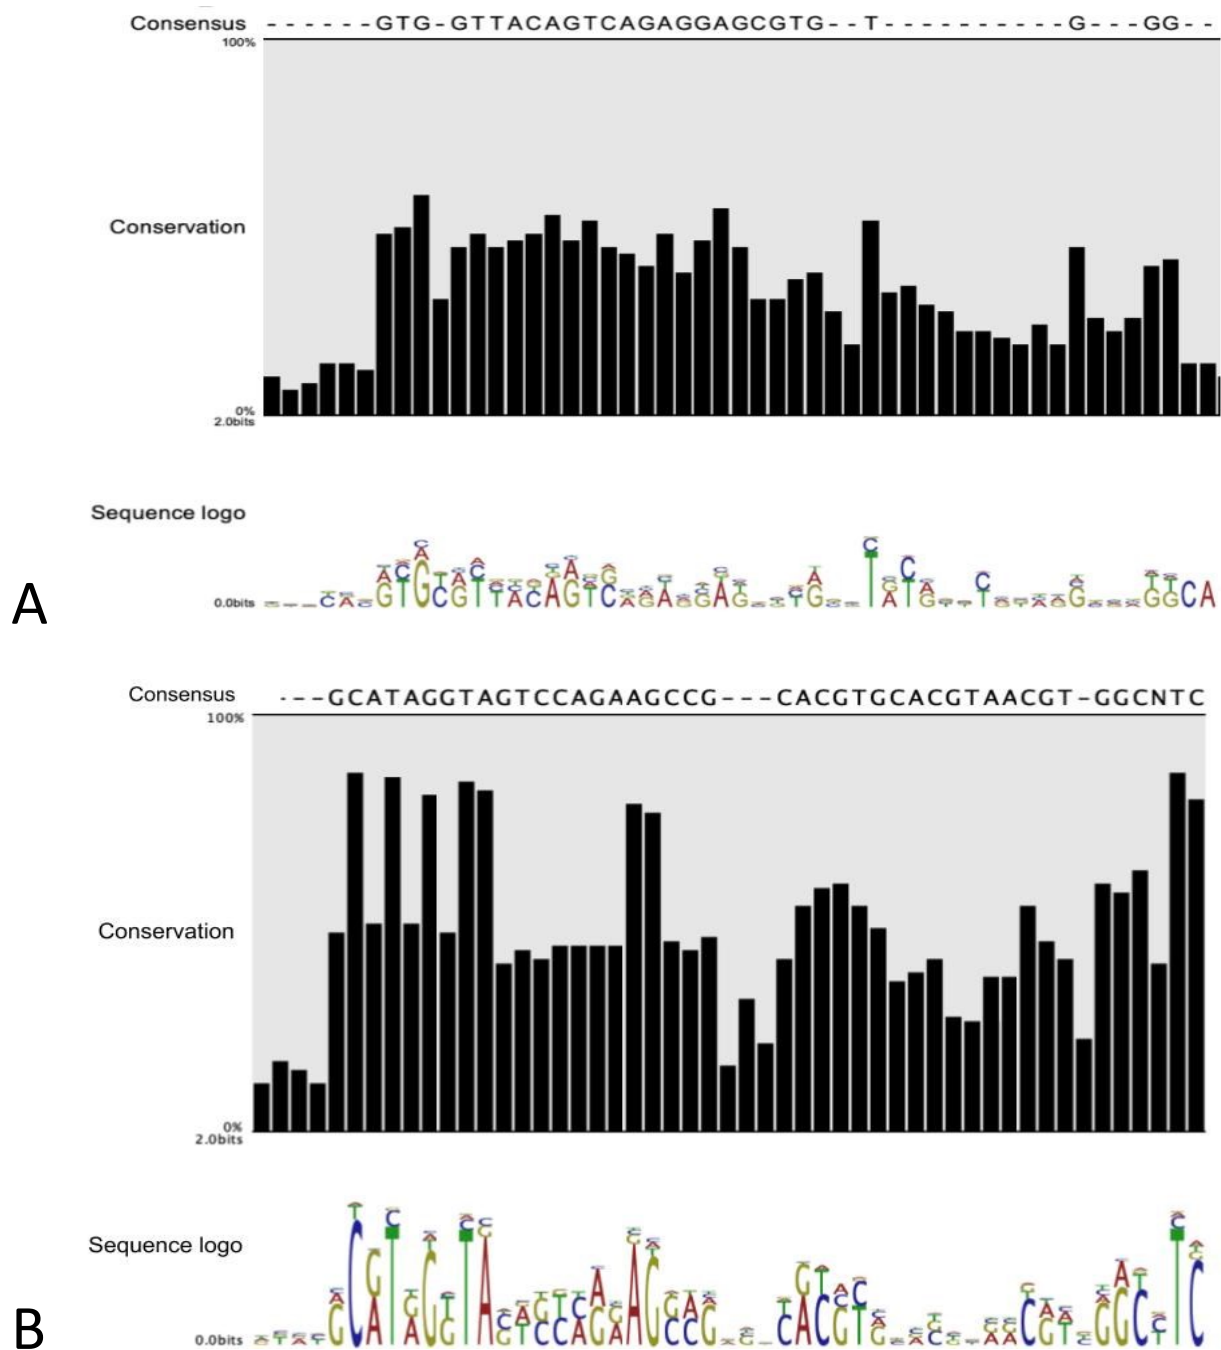 Consensus ------GTG-GTTACAGTCAGAGGAGCGTG--T----------G---GG--
100%
Conservation
0%
2.0bits
Sequence logo
A
0.0bits
Consensus ---GCATAGGTAGTCCAGAAGCCG---CACGTGCACGTAACGT-GGCNTC
100%
Conservation
0%
2.0bits
Sequence logo
B
0.0bits